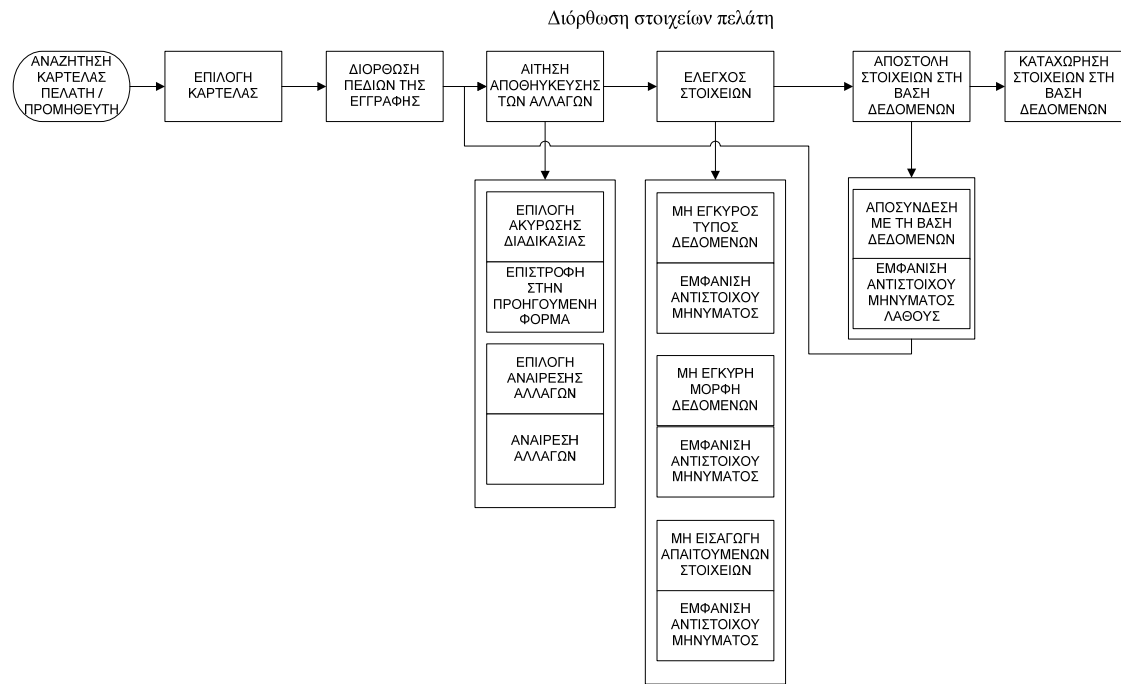 Διόρθωση στοιχείων πελάτη
ΑΝΑΖΗΤΗΣΗ
ΚΑΡΤΕΛΑΣ
ΠΕΛΑΤΗ /
ΠΡΟΜΗΘΕΥΤΗ
ΕΠΙΛΟΓΗ
ΚΑΡΤΕΛΑΣ
ΔΙΟΡΘΩΣΗ
ΠΕΔΙΩΝ ΤΗΣ
ΕΓΓΡΑΦΗΣ
ΑΙΤΗΣΗ
ΑΠΟΘΗΥΚΕΥΣΗΣ
ΤΩΝ ΑΛΛΑΓΩΝ
ΕΛΕΓΧΟΣ
ΣΤΟΙΧΕΙΩΝ
ΑΠΟΣΤΟΛΗ
ΣΤΟΙΧΕΙΩΝ ΣΤΗ
ΒΑΣΗ
ΔΕΔΟΜΕΝΩΝ
ΚΑΤΑΧΩΡΗΣΗ
ΣΤΟΙΧΕΙΩΝ ΣΤΗ
ΒΑΣΗ
ΔΕΔΟΜΕΝΩΝ
ΕΠΙΛΟΓΗ
ΑΚΥΡΩΣΗΣ
ΔΙΑΔΙΚΑΣΙΑΣ
ΕΠΙΣΤΡΟΦΗ
ΣΤΗΝ
ΠΡΟΗΓΟΥΜΕΝΗ
ΦΟΡΜΑ
ΕΠΙΛΟΓΗ
ΑΝΑΙΡΕΣΗΣ
ΑΛΛΑΓΩΝ
ΑΝΑΙΡΕΣΗ
ΑΛΛΑΓΩΝ
ΜΗ ΕΓΚΥΡΟΣ
ΤΥΠΟΣ
ΔΕΔΟΜΕΝΩΝ
ΕΜΦΑΝΙΣΗ
ΑΝΤΙΣΤΟΙΧΟΥ
ΜΗΝΥΜΑΤΟΣ
ΜΗ ΕΓΚΥΡΗ
ΜΟΡΦΗ
ΔΕΔΟΜΕΝΩΝ
ΕΜΦΑΝΙΣΗ
ΑΝΤΙΣΤΟΙΧΟΥ
ΜΗΝΥΜΑΤΟΣ
ΜΗ ΕΙΣΑΓΩΓΗ
ΑΠΑΙΤΟΥΜΕΝΩΝ
ΣΤΟΙΧΕΙΩΝ
ΕΜΦΑΝΙΣΗ
ΑΝΤΙΣΤΟΙΧΟΥ
ΜΗΝΥΜΑΤΟΣ
ΑΠΟΣΥΝΔΕΣΗ
ΜΕ ΤΗ ΒΑΣΗ
ΔΕΔΟΜΕΝΩΝ
ΕΜΦΑΝΙΣΗ
ΑΝΤΙΣΤΟΙΧΟΥ
ΜΗΝΥΜΑΤΟΣ
ΛΑΘΟΥΣ